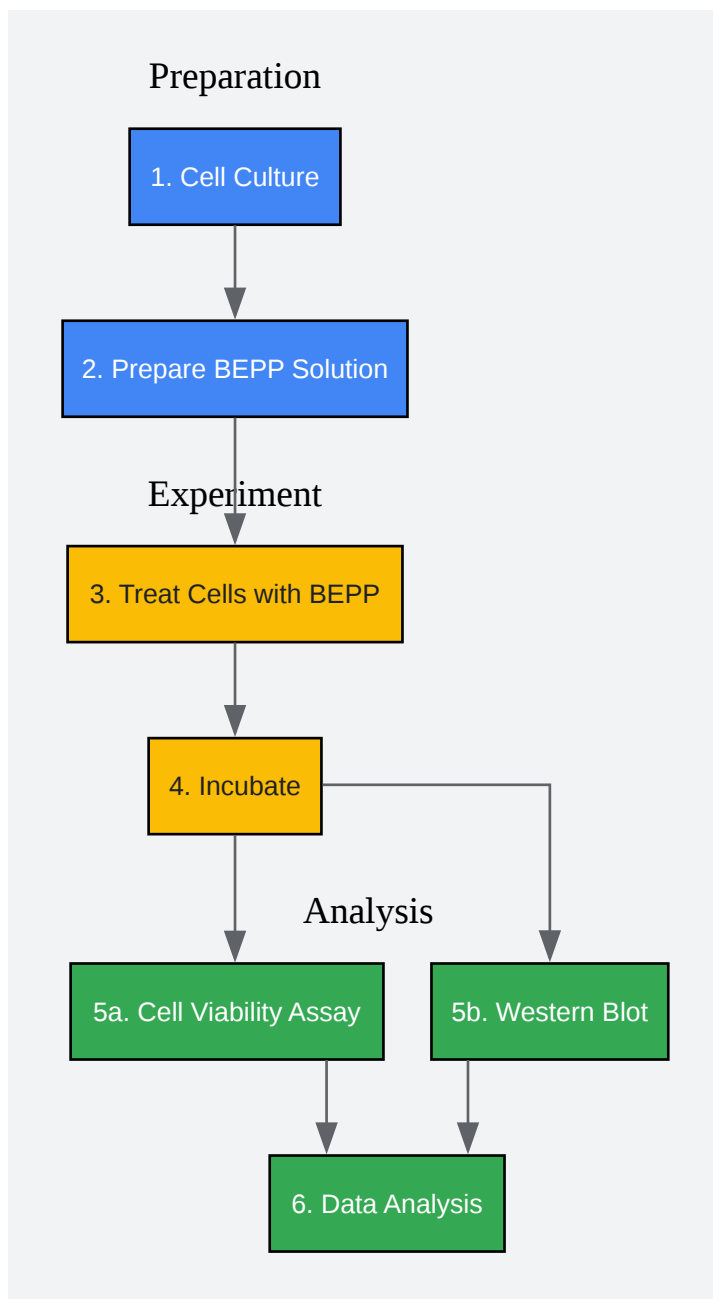 Preparation
1. Cell Culture
2. Prepare BEPP Solution
Experiment
3. Treat Cells with BEPP
4. Incubate
Analysis
5a. Cell Viability Assay
5b. Western Blot
6. Data Analysis